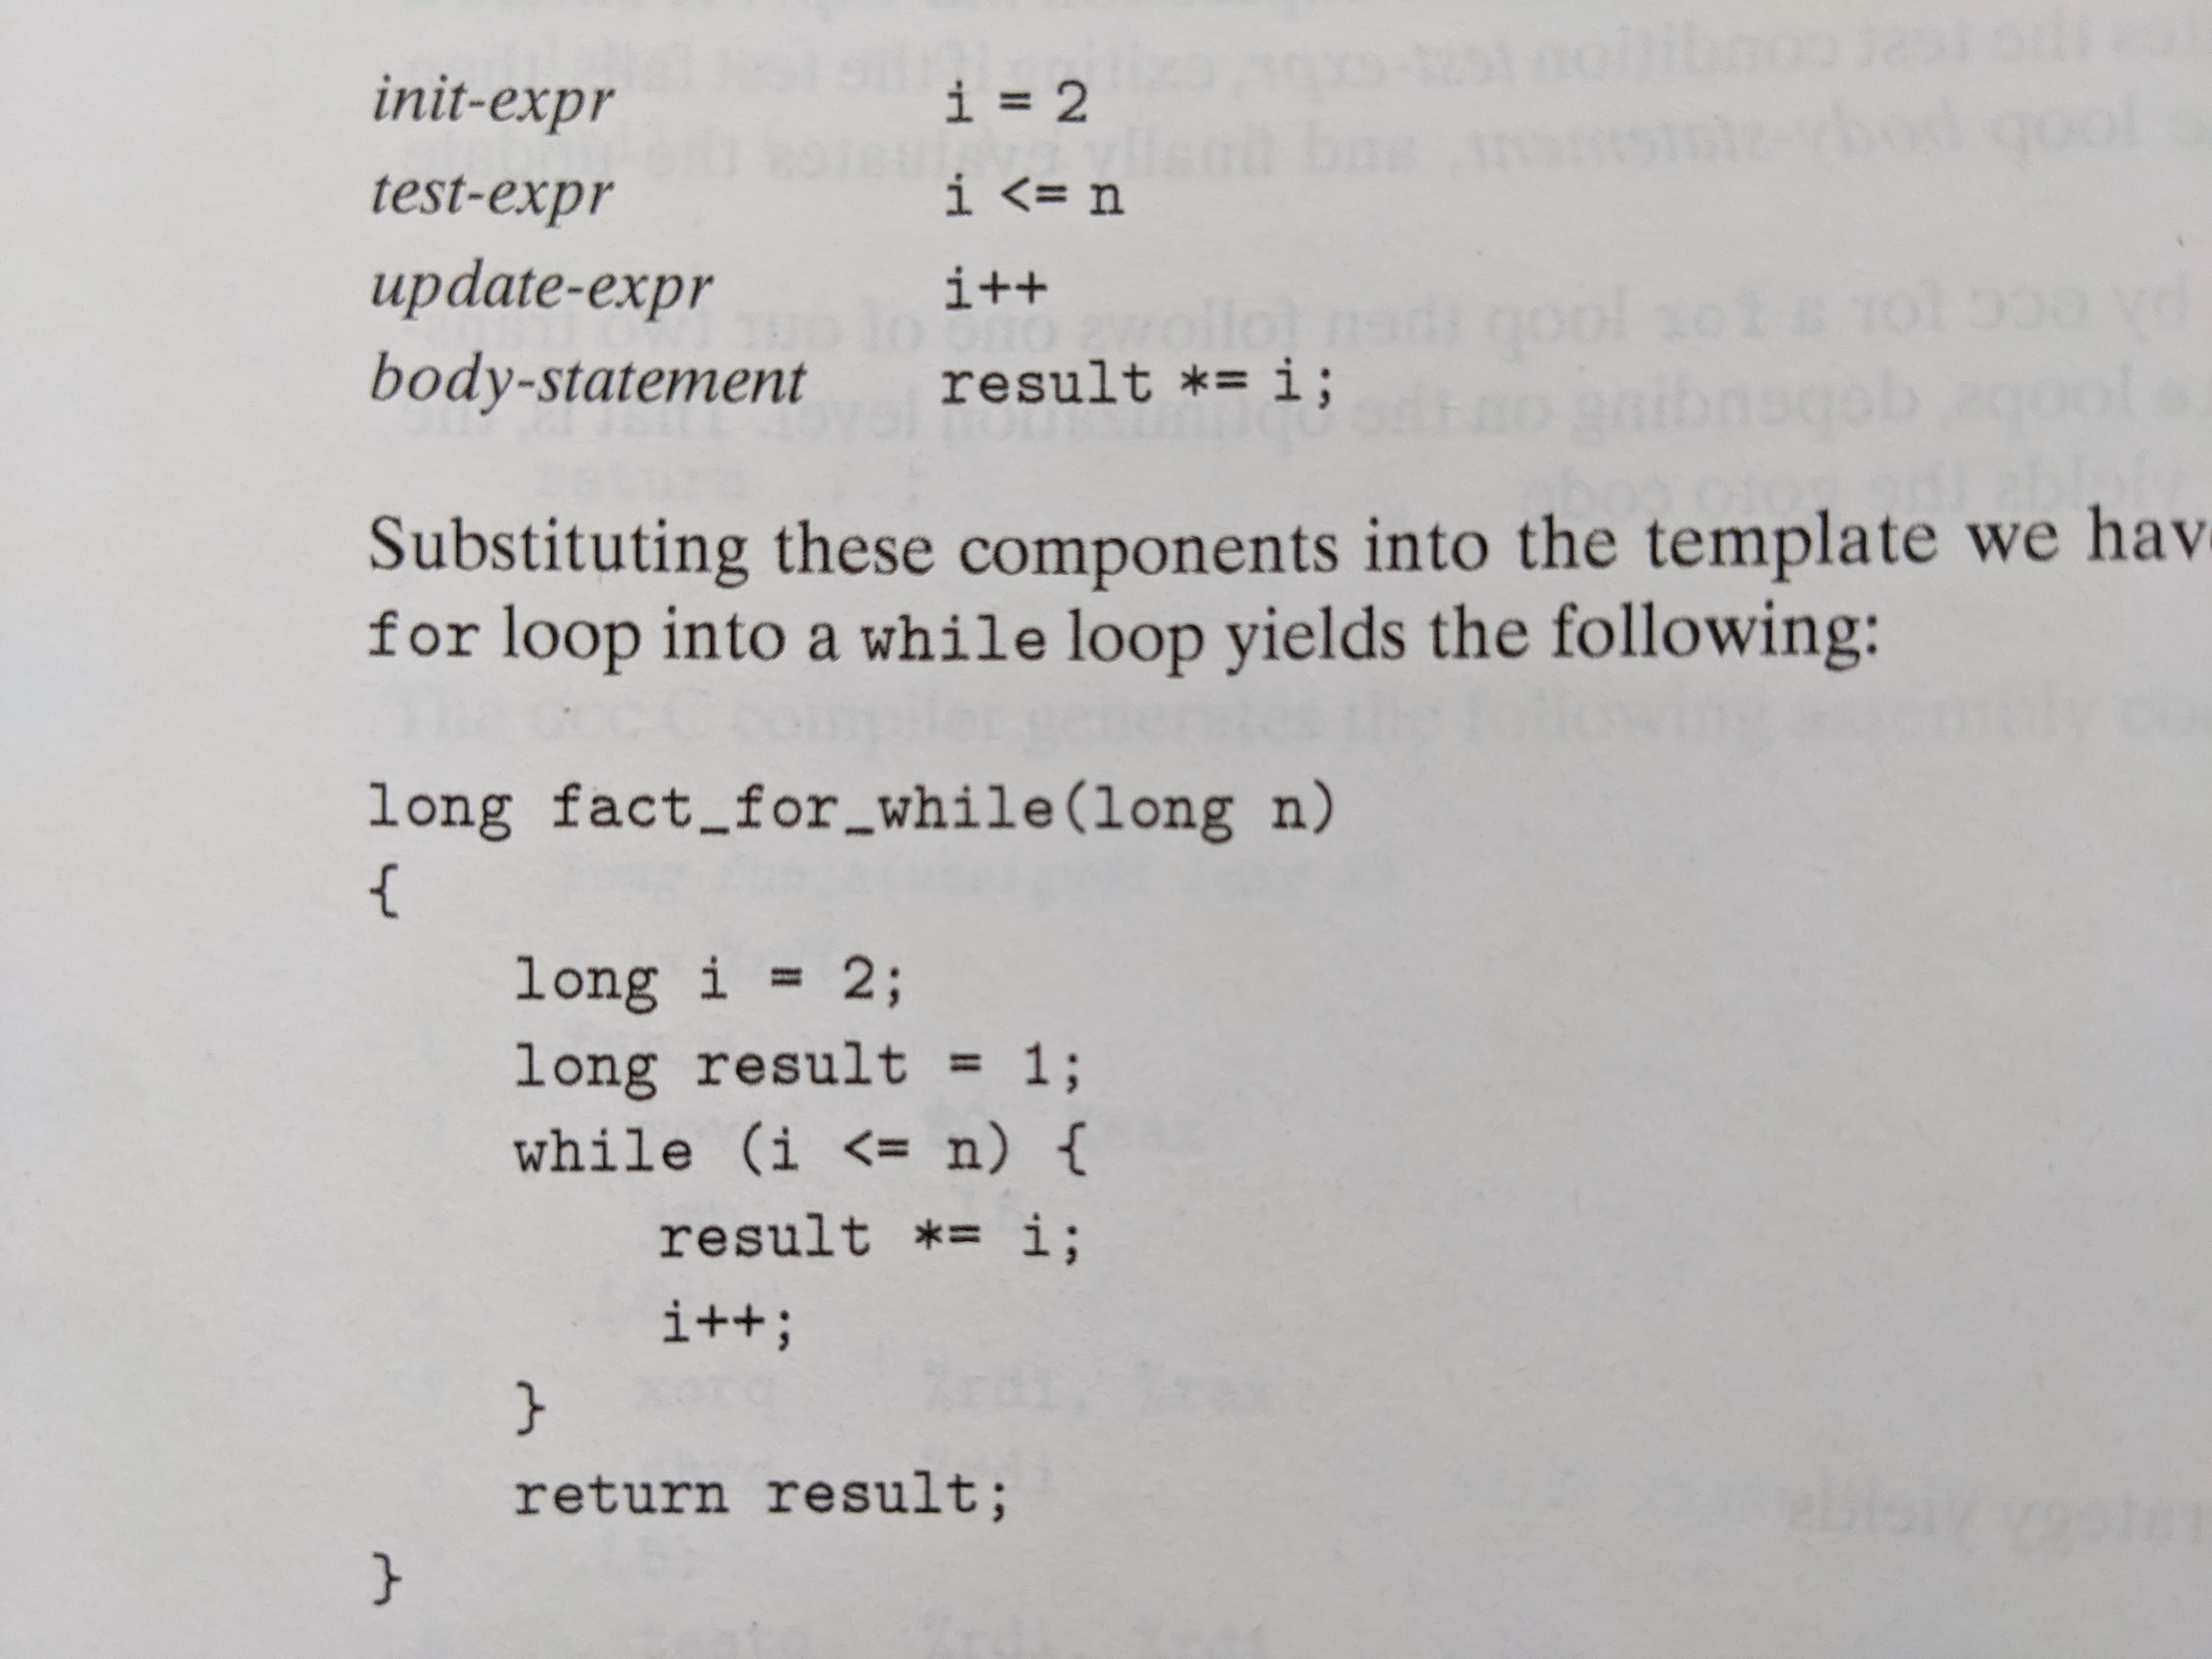 init-expr i = 2
test-expr i <= n
update-expr i++
body-statement result *= i;
Substituting these components into the template we have
for loop into a while loop yields the following:
long fact_for_while(long n)
{
    long i = 2;
    long result = 1;
    while (i <= n) {
        result *= i;
        i++;
    }
    return result;
}